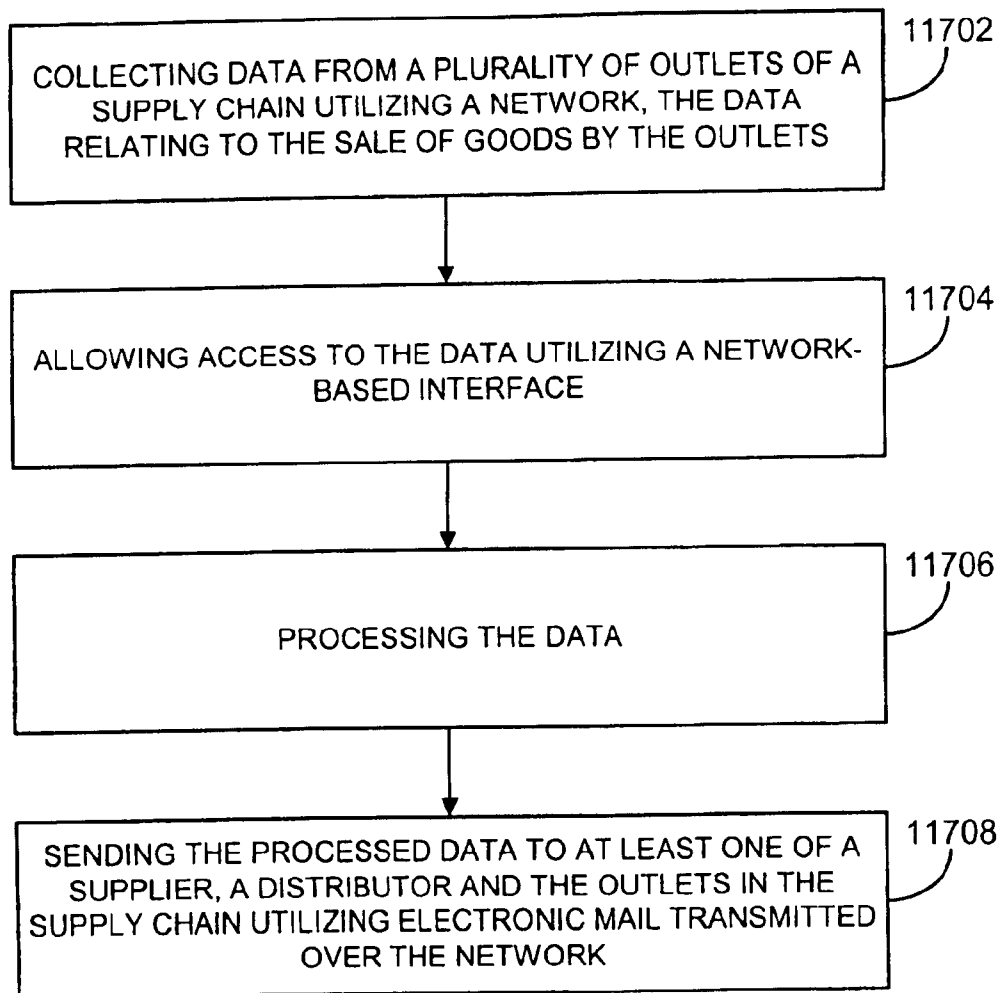 11702
COLLECTING DATA FROM A PLURALITY OF OUTLETS OF A
SUPPLY CHAIN UTILIZING A NETWORK, THE DATA
RELATING TO THE SALE OF GOODS BY THE OUTLETS
11704
ALLOWING ACCESS TO THE DATA UTILIZING A NETWORK-
BASED INTERFACE
11706
PROCESSING THE DATA
11708
SENDING THE PROCESSED DATA TO AT LEAST ONE OF A
SUPPLIER, A DISTRIBUTOR AND THE OUTLETS IN THE
SUPPLY CHAIN UTILIZING ELECTRONIC MAIL TRANSMITTED
OVER THE NETWORK